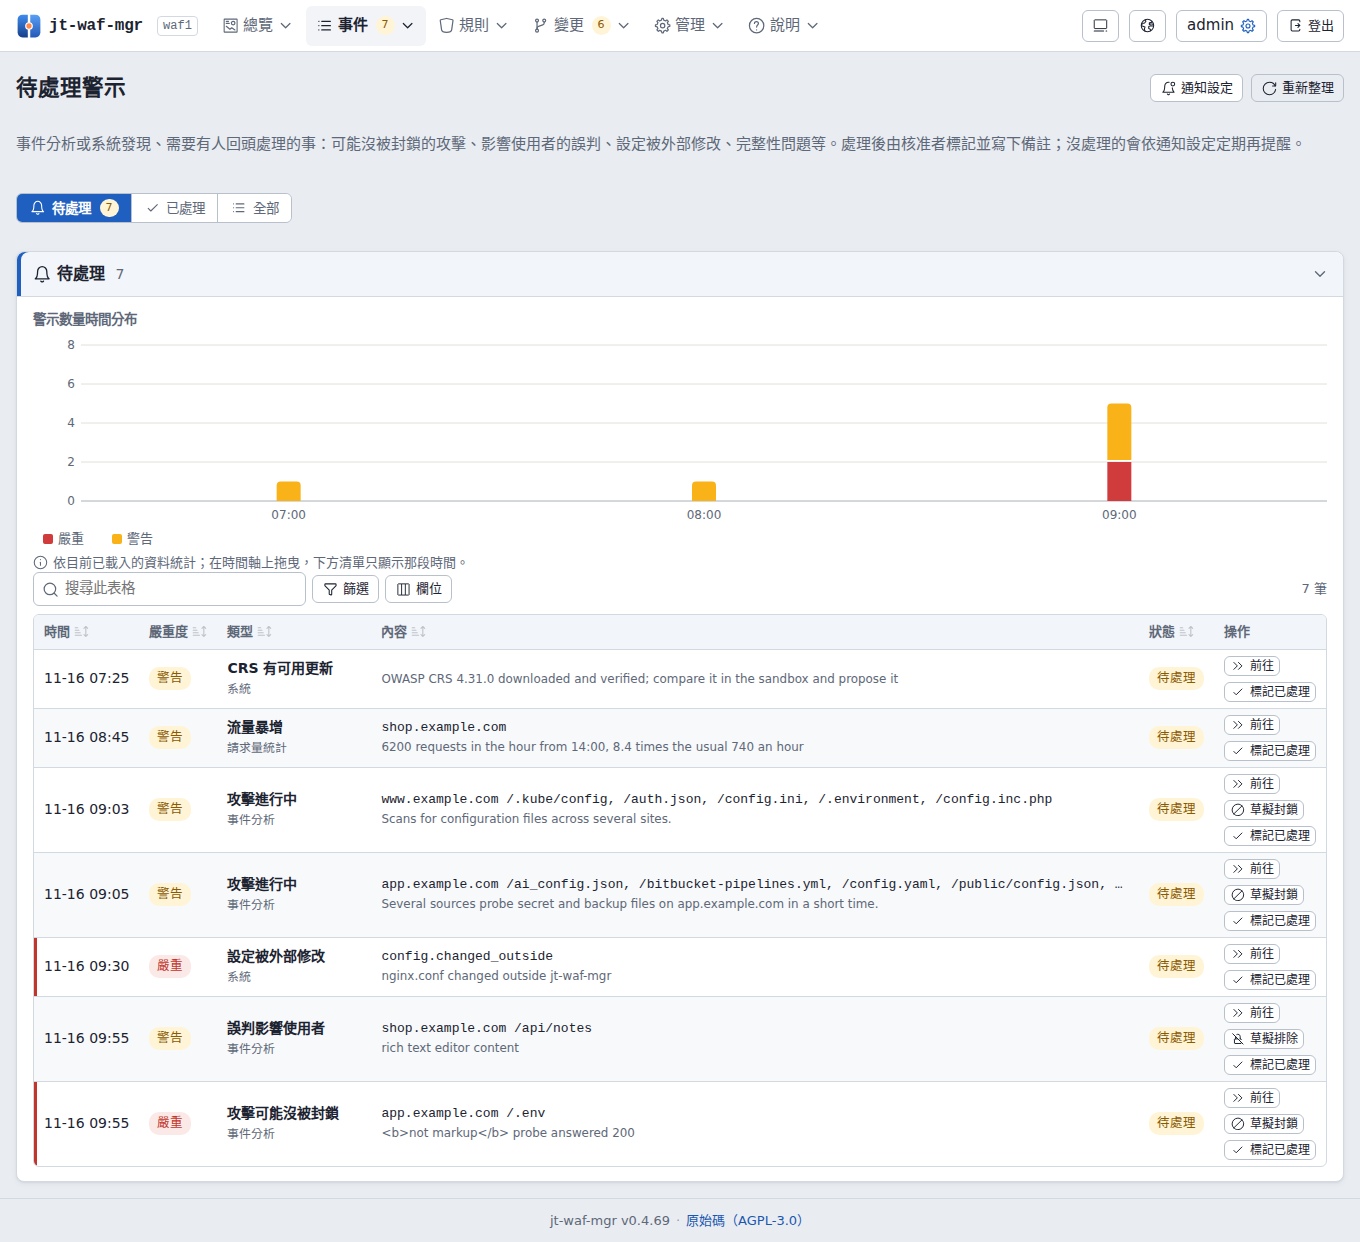 jt-waf-mgr waf1 總覽 事件 7 規則 變更 6 管理 說明 admin 登出
待處理警示
通知設定 重新整理
事件分析或系統發現、需要有人回頭處理的事：可能沒被封鎖的攻擊、影響使用者的誤判、設定被外部修改、完整性問題等。處理後由核准者標記並寫下備註；沒處理的會依通知設定定期再提醒。
待處理 7 已處理 全部
待處理 7
警示數量時間分布
8
6
4
2
0
07:00 08:00 09:00
嚴重 警告
依目前已載入的資料統計；在時間軸上拖曳，下方清單只顯示那段時間。
搜尋此表格 篩選 欄位 7 筆
時間 嚴重度 類型 內容 狀態 操作
11-16 07:25 警告 CRS 有可用更新 系統 OWASP CRS 4.31.0 downloaded and verified; compare it in the sandbox and propose it 待處理 前往 標記已處理
11-16 08:45 警告 流量暴增 請求量統計 shop.example.com 6200 requests in the hour from 14:00, 8.4 times the usual 740 an hour 待處理 前往 標記已處理
11-16 09:03 警告 攻擊進行中 事件分析 www.example.com /.kube/config, /auth.json, /config.ini, /.environment, /config.inc.php Scans for configuration files across several sites. 待處理 前往 草擬封鎖 標記已處理
11-16 09:05 警告 攻擊進行中 事件分析 app.example.com /ai_config.json, /bitbucket-pipelines.yml, /config.yaml, /public/config.json, … Several sources probe secret and backup files on app.example.com in a short time. 待處理 前往 草擬封鎖 標記已處理
11-16 09:30 嚴重 設定被外部修改 系統 config.changed_outside nginx.conf changed outside jt-waf-mgr 待處理 前往 標記已處理
11-16 09:55 警告 誤判影響使用者 事件分析 shop.example.com /api/notes rich text editor content 待處理 前往 草擬排除 標記已處理
11-16 09:55 嚴重 攻擊可能沒被封鎖 事件分析 app.example.com /.env <b>not markup</b> probe answered 200 待處理 前往 草擬封鎖 標記已處理
jt-waf-mgr v0.4.69 · 原始碼（AGPL-3.0）